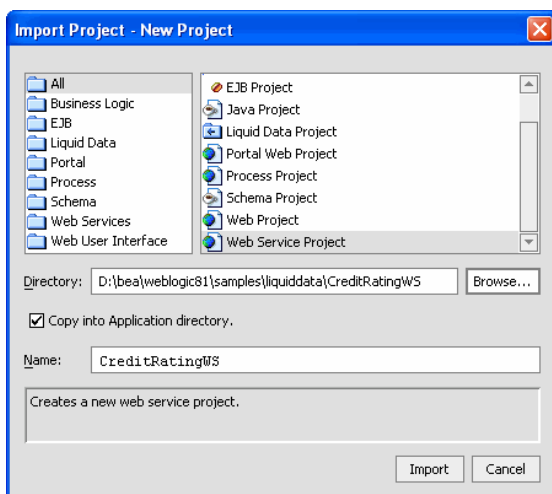 Import Project - New Project
All
Business Logic
EJB
Liquid Data
Portal
Process
Schema
Web Services
Web User Interface
EJB Project
Java Project
Liquid Data Project
Portal Web Project
Process Project
Schema Project
Web Project
Web Service Project
Directory: D:\bea\weblogic81\samples\liquiddata\CreditRatingWS Browse...
Copy into Application directory.
Name: CreditRatingWS
Creates a new web service project.
Import Cancel